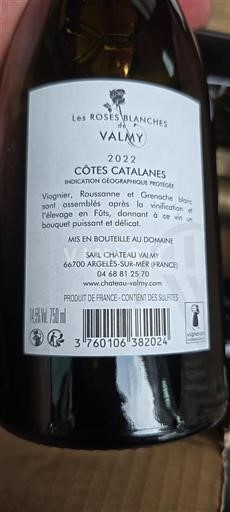 Les ROSES BLANCHES
de
VALMY
2022
CÔTES CATALANES
INDICATION GÉOGRAPHIQUE PROTÉGÉE
Viognier, Roussanne et Grenache blanc
sont assemblés après la vinification et
l'élevage en Fûts, donnant à ce vin un
bouquet puissant et délicat.
MIS EN BOUTEILLE AU DOMAINE
SARL CHÂTEAU VALMY
66700 ARGELÈS-SUR-MER (FRANCE)
04 68 81 25 70
www.chateau-valmy.com
PRODUIT DE FRANCE - CONTIENT DES SULFITES
14,5% Vol. 750 ml
3 760106 382024